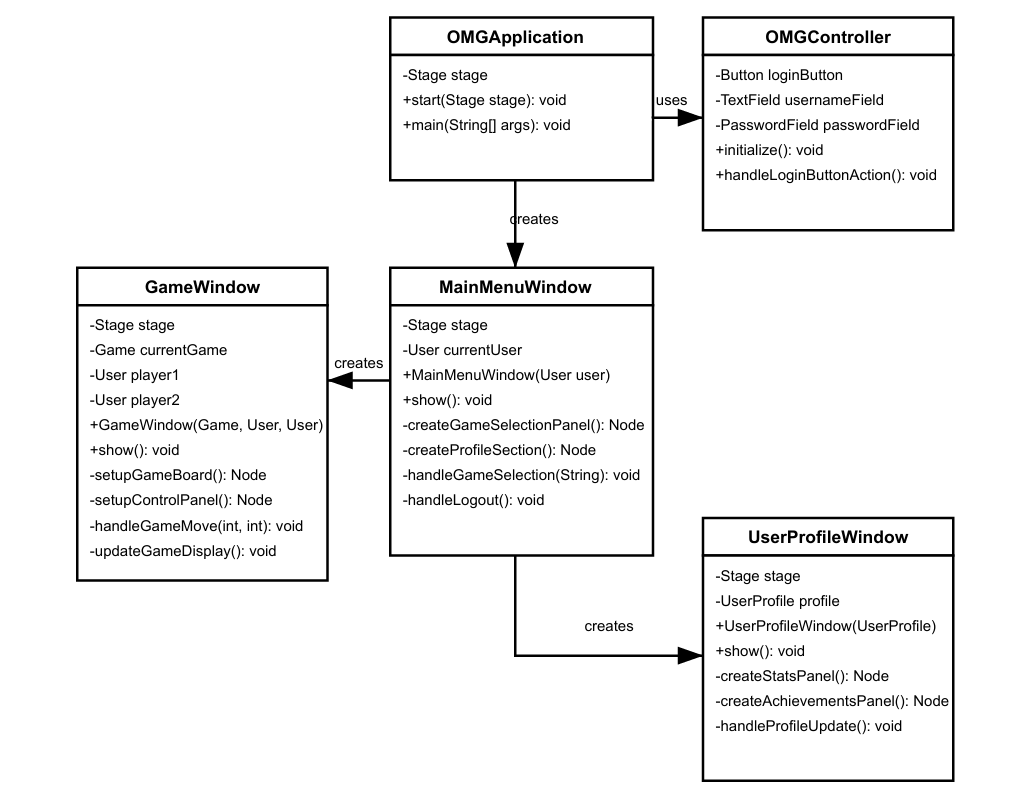 OMGApplication
-Stage stage
+start(Stage stage): void
+main(String[] args): void
uses
OMGController
-Button loginButton
-TextField usernameField
-PasswordField passwordField
+initialize(): void
+handleLoginButtonAction(): void
creates
GameWindow
-Stage stage
-Game currentGame
-User player1
-User player2
+GameWindow(Game, User, User)
+show(): void
-setupGameBoard(): Node
-setupControlPanel(): Node
-handleGameMove(int, int): void
-updateGameDisplay(): void
creates
MainMenuWindow
-Stage stage
-User currentUser
+MainMenuWindow(User user)
+show(): void
-createGameSelectionPanel(): Node
-createProfileSection(): Node
-handleGameSelection(String): void
-handleLogout(): void
creates
UserProfileWindow
-Stage stage
-UserProfile profile
+UserProfileWindow(UserProfile)
+show(): void
-createStatsPanel(): Node
-createAchievementsPanel(): Node
-handleProfileUpdate(): void